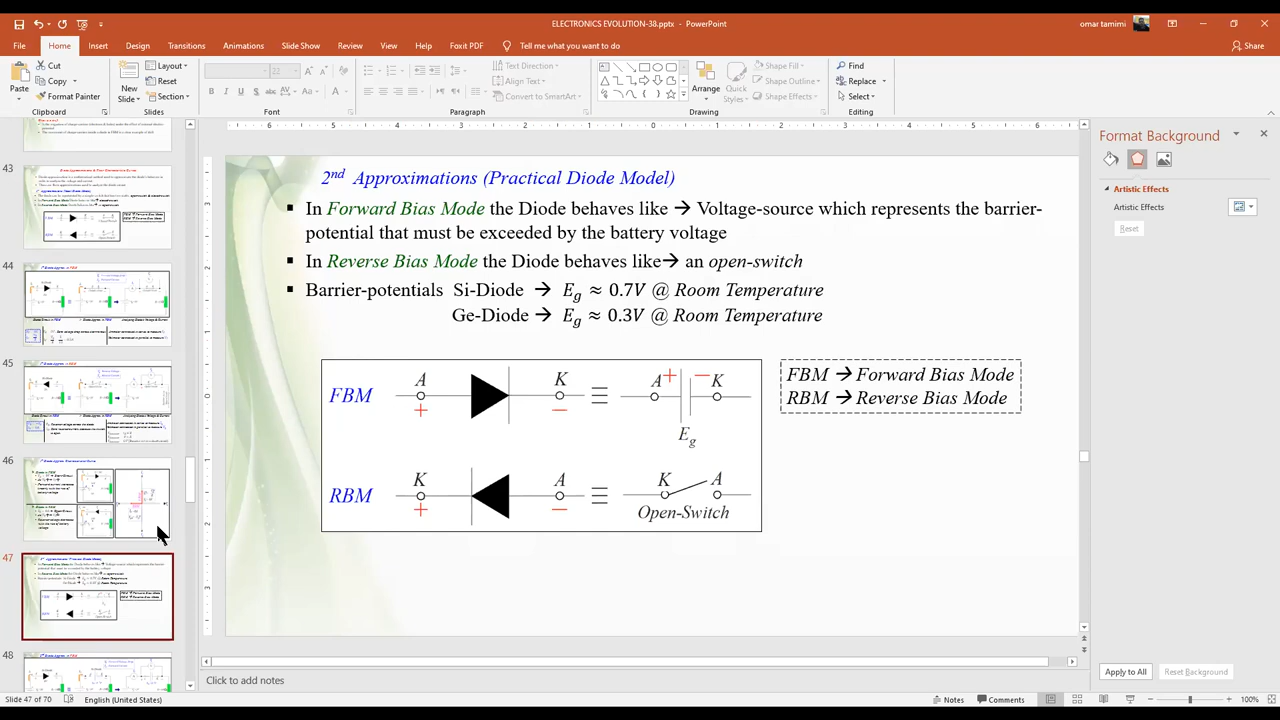 ELECTRONICS EVOLUTION-38.pptx - PowerPoint
omar tamimi
File Home Insert Design Transitions Animations Slide Show Review View Help Foxit PDF Tell me what you want to do
Share
Paste
Cut
Copy
Format Painter
Clipboard
New Slide
Layout
Reset
Section
Slides
22
Font
Text Direction
Align Text
Convert to SmartArt
Paragraph
Arrange
Quick Styles
Shape Fill
Shape Outline
Shape Effects
Drawing
Find
Replace
Select
Editing
43
44
45
46
47
48
2nd Approximations (Practical Diode Model)
▪ In Forward Bias Mode the Diode behaves like → Voltage-source which represents the barrier-
potential that must be exceeded by the battery voltage
▪ In Reverse Bias Mode the Diode behaves like→ an open-switch
▪ Barrier-potentials Si-Diode → E_g ≈ 0.7V @ Room Temperature
Ge-Diode → E_g ≈ 0.3V @ Room Temperature
FBM A + K − ≡ A + − K
E_g
RBM K + A − ≡ K A
Open-Switch
FBM → Forward Bias Mode
RBM → Reverse Bias Mode
Format Background
Artistic Effects
Artistic Effects
Reset
Apply to All
Reset Background
Click to add notes
Slide 47 of 70 English (United States)
Notes Comments
100%